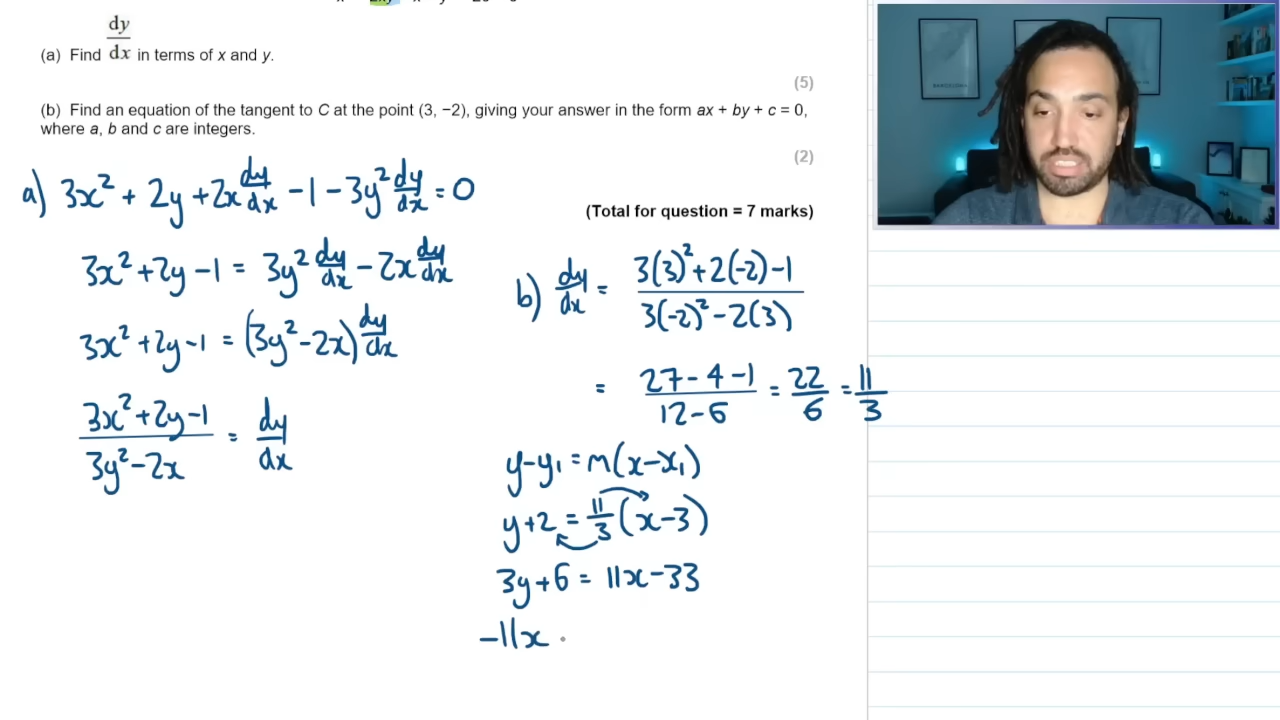 dy
(a) Find dx in terms of x and y.
(5)
(b) Find an equation of the tangent to C at the point (3, −2), giving your answer in the form ax + by + c = 0,
where a, b and c are integers.
(2)
(Total for question = 7 marks)
a) 3x² + 2y + 2x dy/dx - 1 - 3y² dy/dx = 0
3x² + 2y - 1 = 3y² dy/dx - 2x dy/dx
3x² + 2y - 1 = (3y² - 2x) dy/dx
3x² + 2y - 1 / 3y² - 2x = dy/dx
b) dy/dx = 3(3)² + 2(-2) - 1 / 3(-2)² - 2(3)
= 27 - 4 - 1 / 12 - 6 = 22/6 = 11/3
y - y₁ = m(x - x₁)
y + 2 = 11/3 (x - 3)
3y + 6 = 11x - 33
-11x
BARCELONA